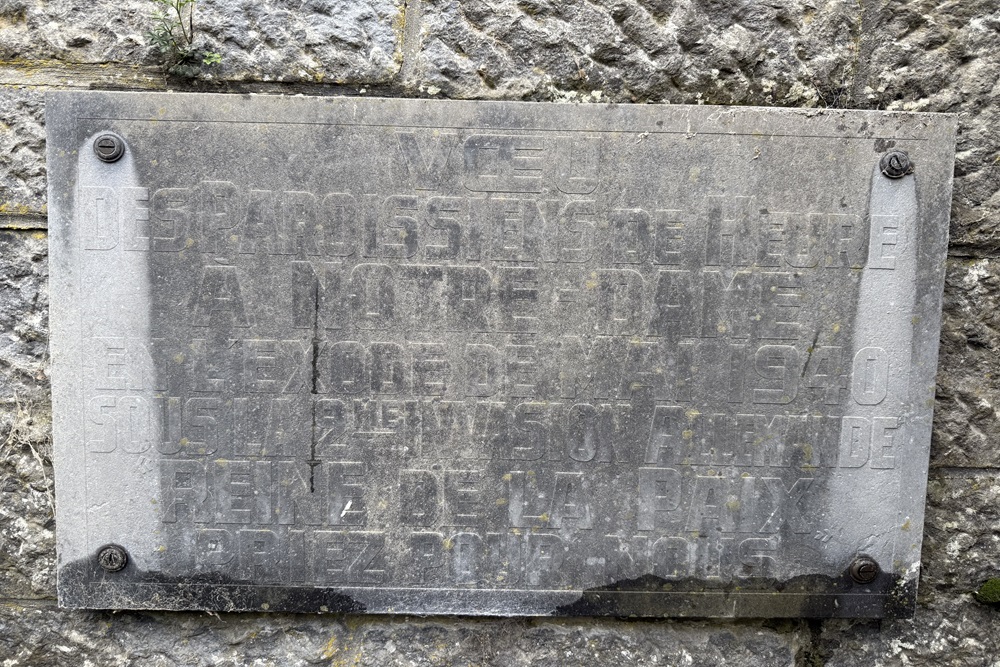 VŒU
DES PAROISSIENS DE HEURE
À NOTRE-DAME
EN L'EXODE DE MAI 1940
SOUS LA 2ME INVASION ALLEMANDE
REINE DE LA PAIX
PRIEZ POUR NOUS